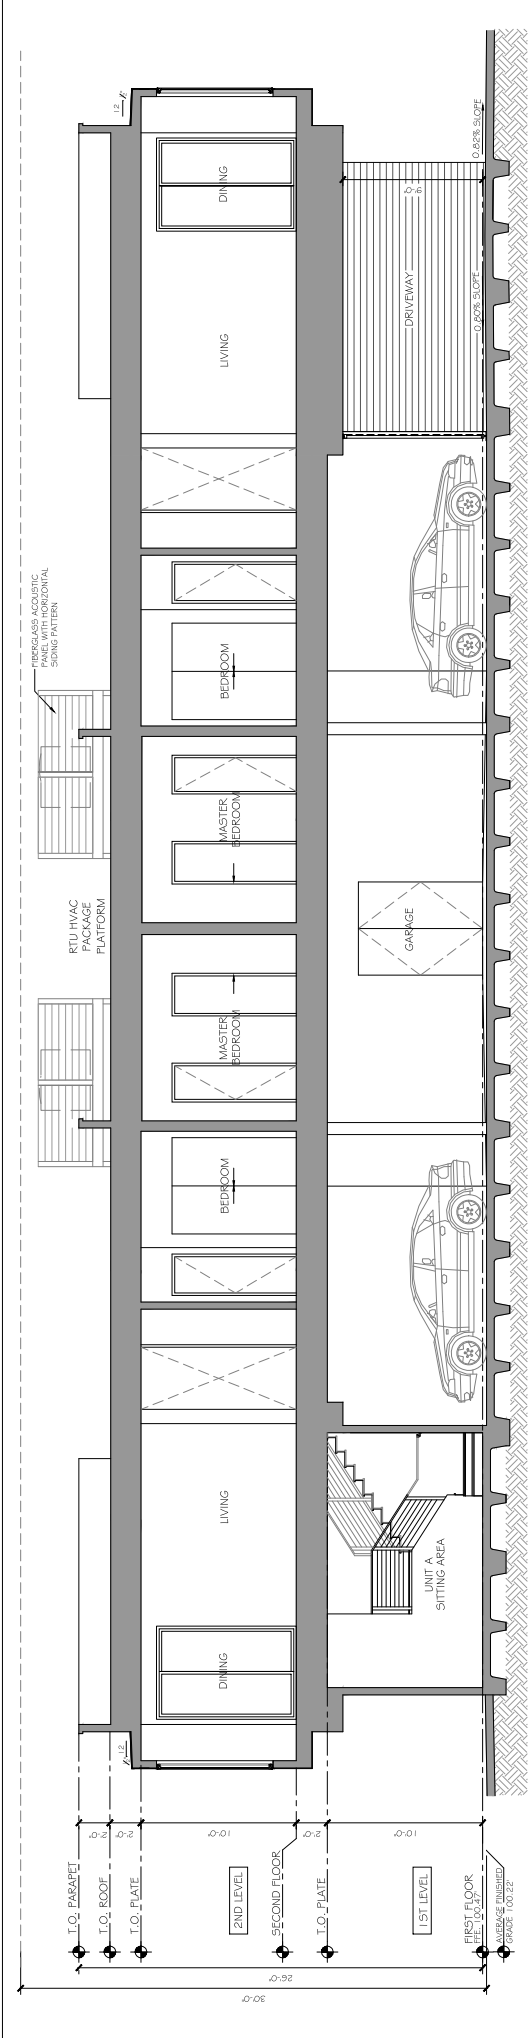 FIBERGLASS ACOUSTIC
PANEL WITH HORIZONTAL
SIDING PATTERN
RTU HVAC
PACKAGE
PLATFORM
12
12
T.O. PARAPET
2'-0"
T.O. ROOF
2'-0"
T.O. PLATE
10'-0"
2ND LEVEL
DINING
LIVING
BEDROOM
MASTER
BEDROOM
MASTER
BEDROOM
BEDROOM
LIVING
DINING
SECOND FLOOR
2'-0"
T.O. PLATE
10'-0"
1ST LEVEL
UNIT A
SITTING AREA
GARAGE
DRIVEWAY
9'-0"
0.80% SLOPE
0.82% SLOPE
FIRST FLOOR
FFE. 100.47'
AVERAGE FINISHED
GRADE 100.22'
26'-0"
30'-0"